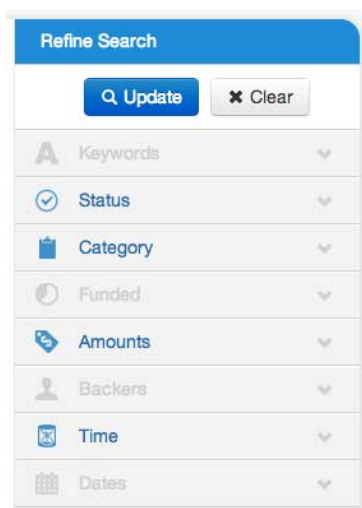 Refine Search
Update Clear
Keywords
Status
Category
Funded
Amounts
Backers
Time
Dates